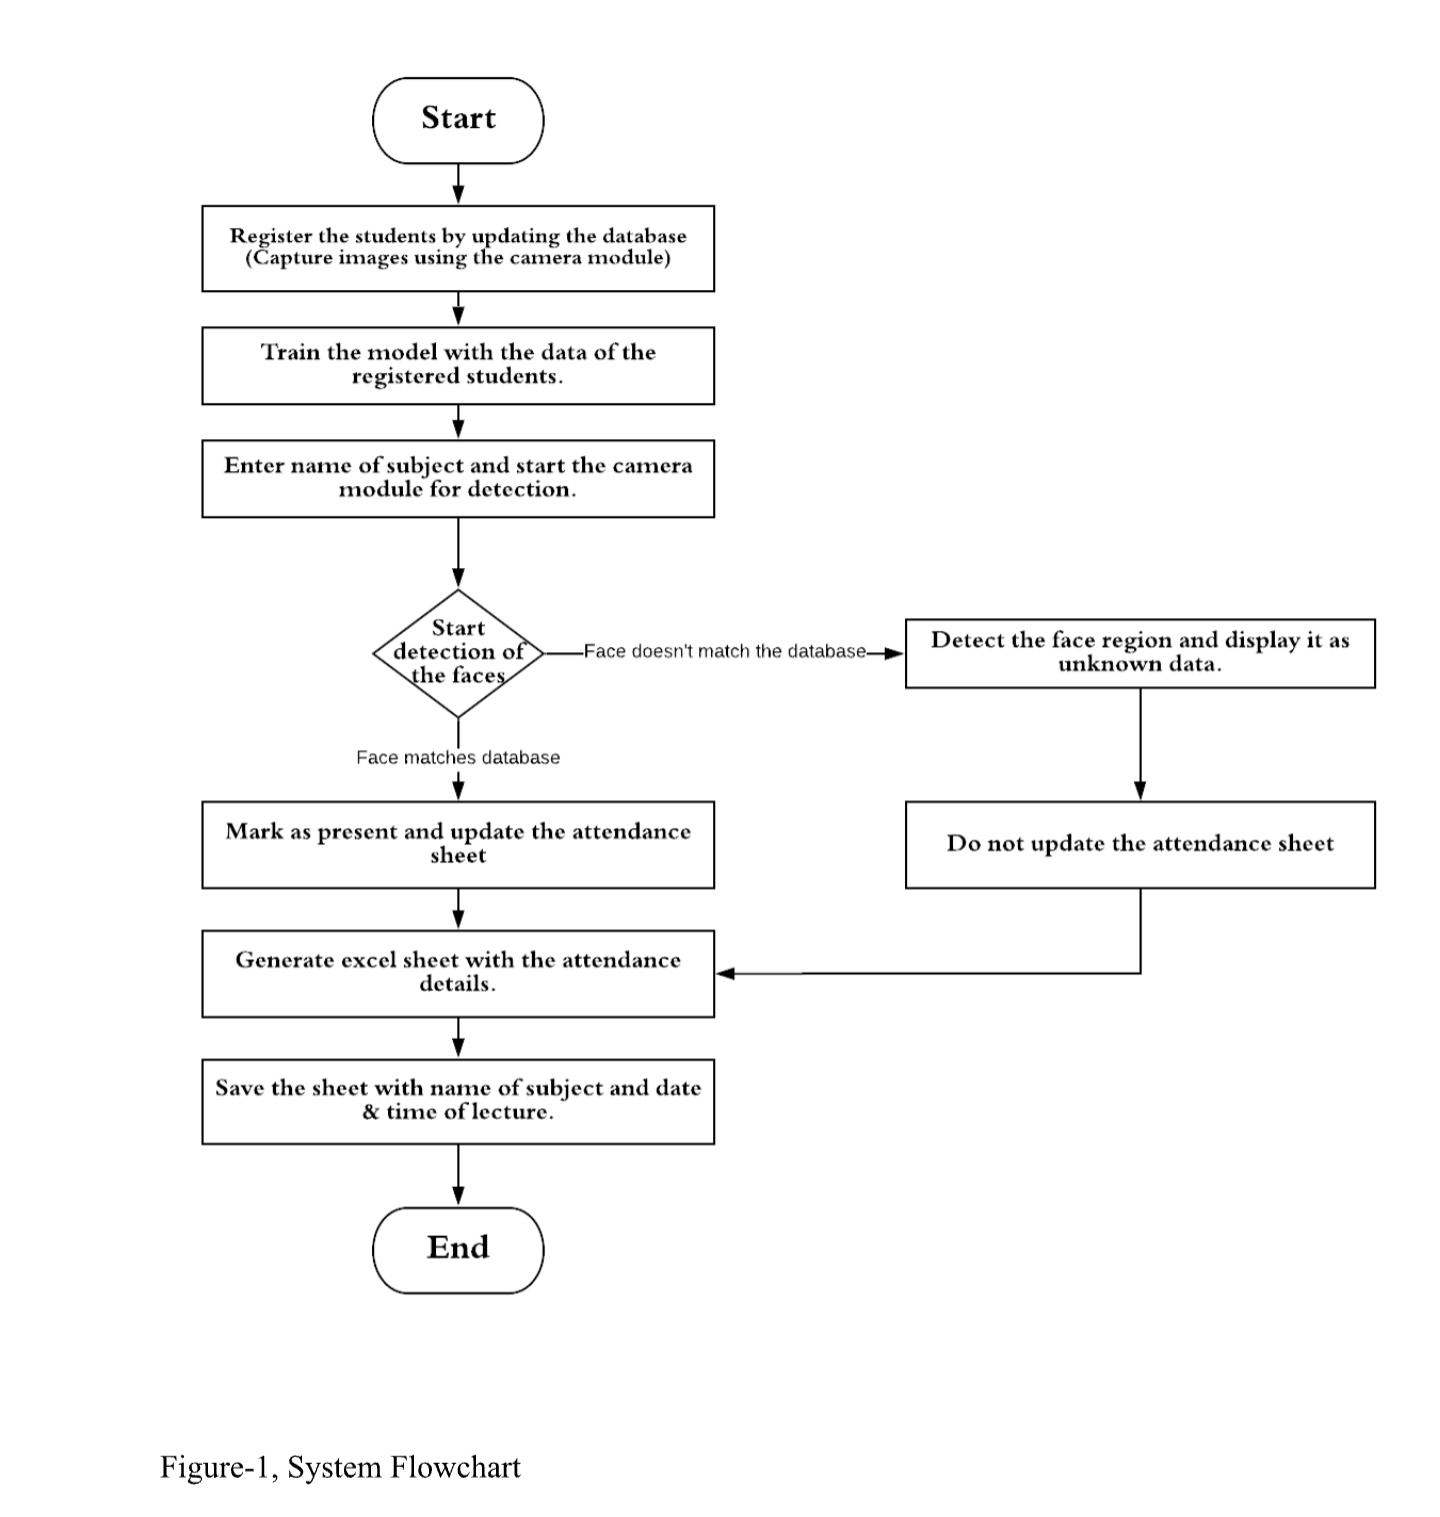 Start
Register the students by updating the database
(Capture images using the camera module)
Train the model with the data of the
registered students.
Enter name of subject and start the camera
module for detection.
Start
detection of
the faces
Face doesn't match the database
Detect the face region and display it as
unknown data.
Face matches database
Mark as present and update the attendance
sheet
Do not update the attendance sheet
Generate excel sheet with the attendance
details.
Save the sheet with name of subject and date
& time of lecture.
End
Figure-1, System Flowchart